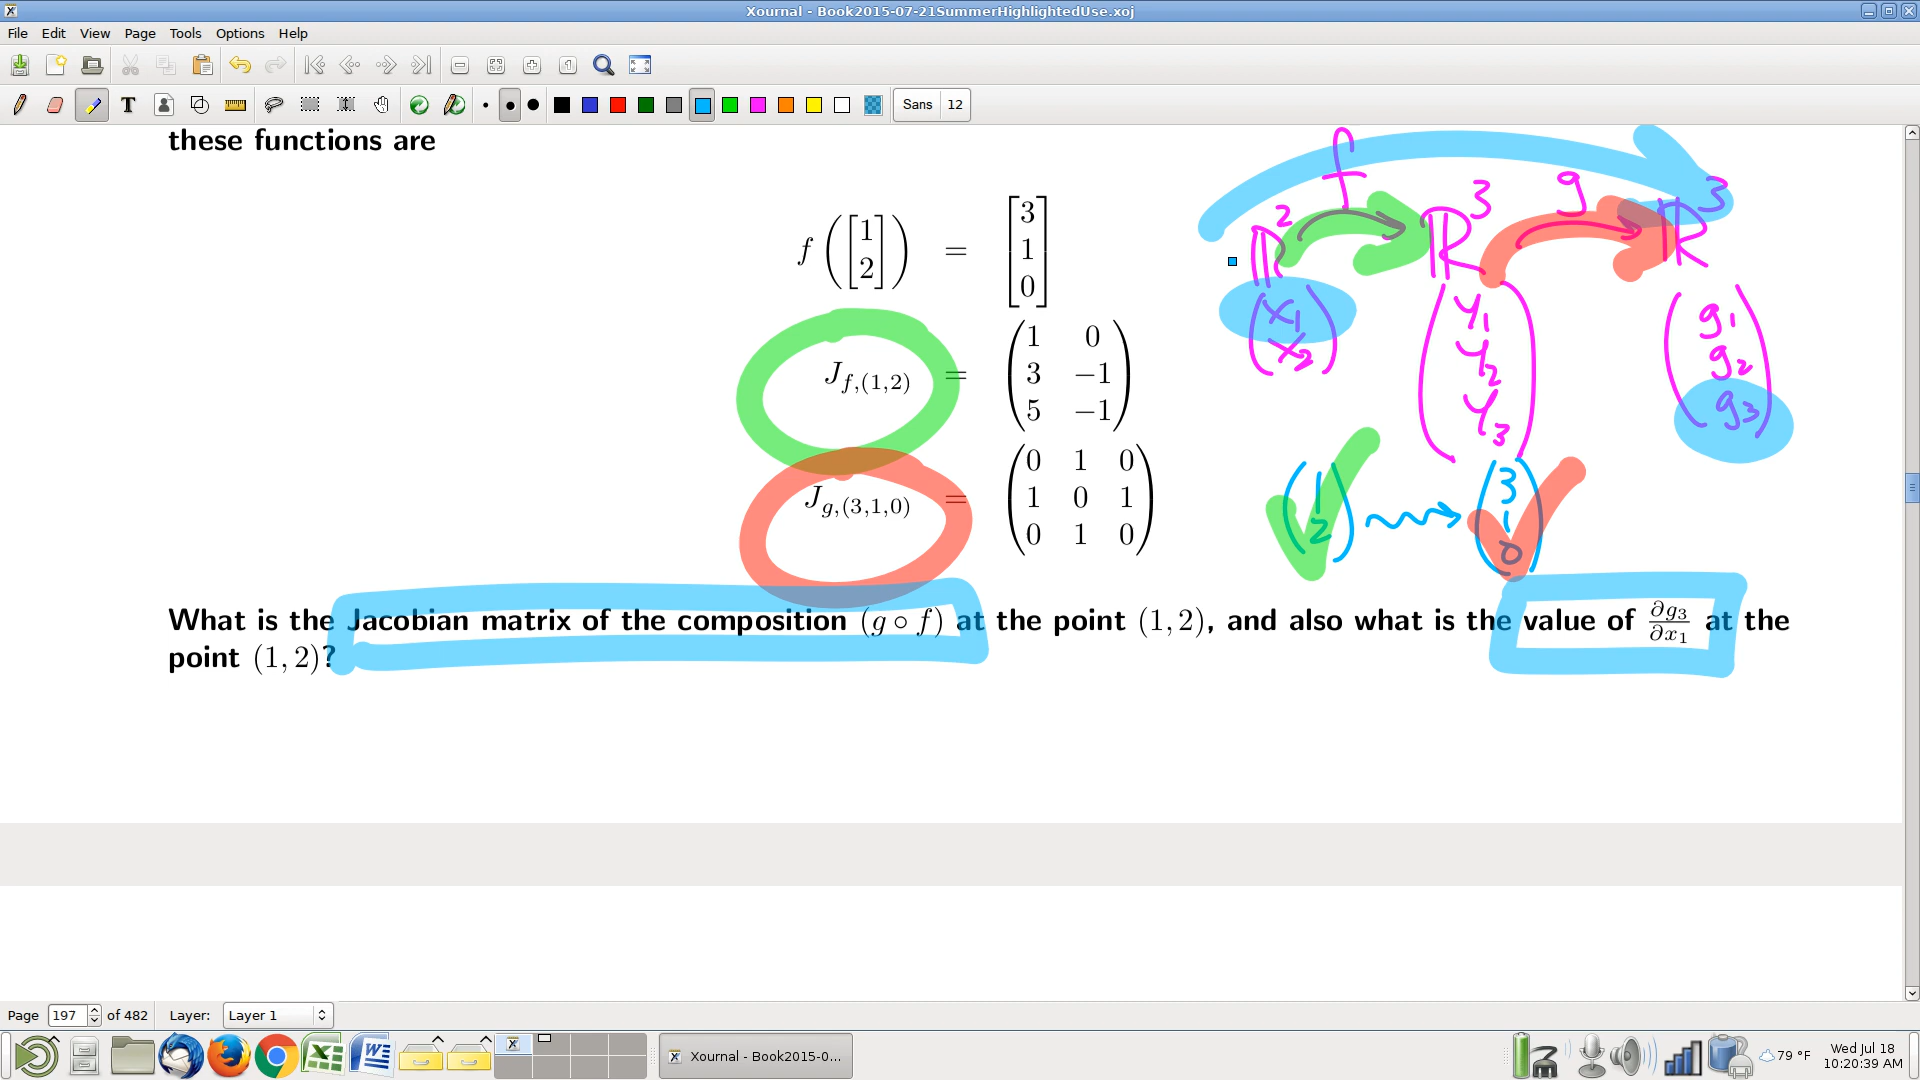 Xournal - Book2015-07-21SummerHighlightedUse.xoj
File Edit View Page Tools Options Help
Sans 12
these functions are
f ([1 2]) = [3 1 0]
J_{f,(1,2)} = (1 0
3 −1
5 −1)
J_{g,(3,1,0)} = (0 1 0
1 0 1
0 1 0)
f g
ℝ² ℝ³ ℝ³
(x₁ x₂) (y₁ y₂ y₃) (g₁ g₂ g₃)
(1 2) (3 1 0)
What is the Jacobian matrix of the composition (g ∘ f) at the point (1, 2), and also what is the value of ∂g₃/∂x₁ at the
point (1, 2)?
Page 197 of 482 Layer: Layer 1
Xournal - Book2015-0...
79 °F
Wed Jul 18
10:20:39 AM